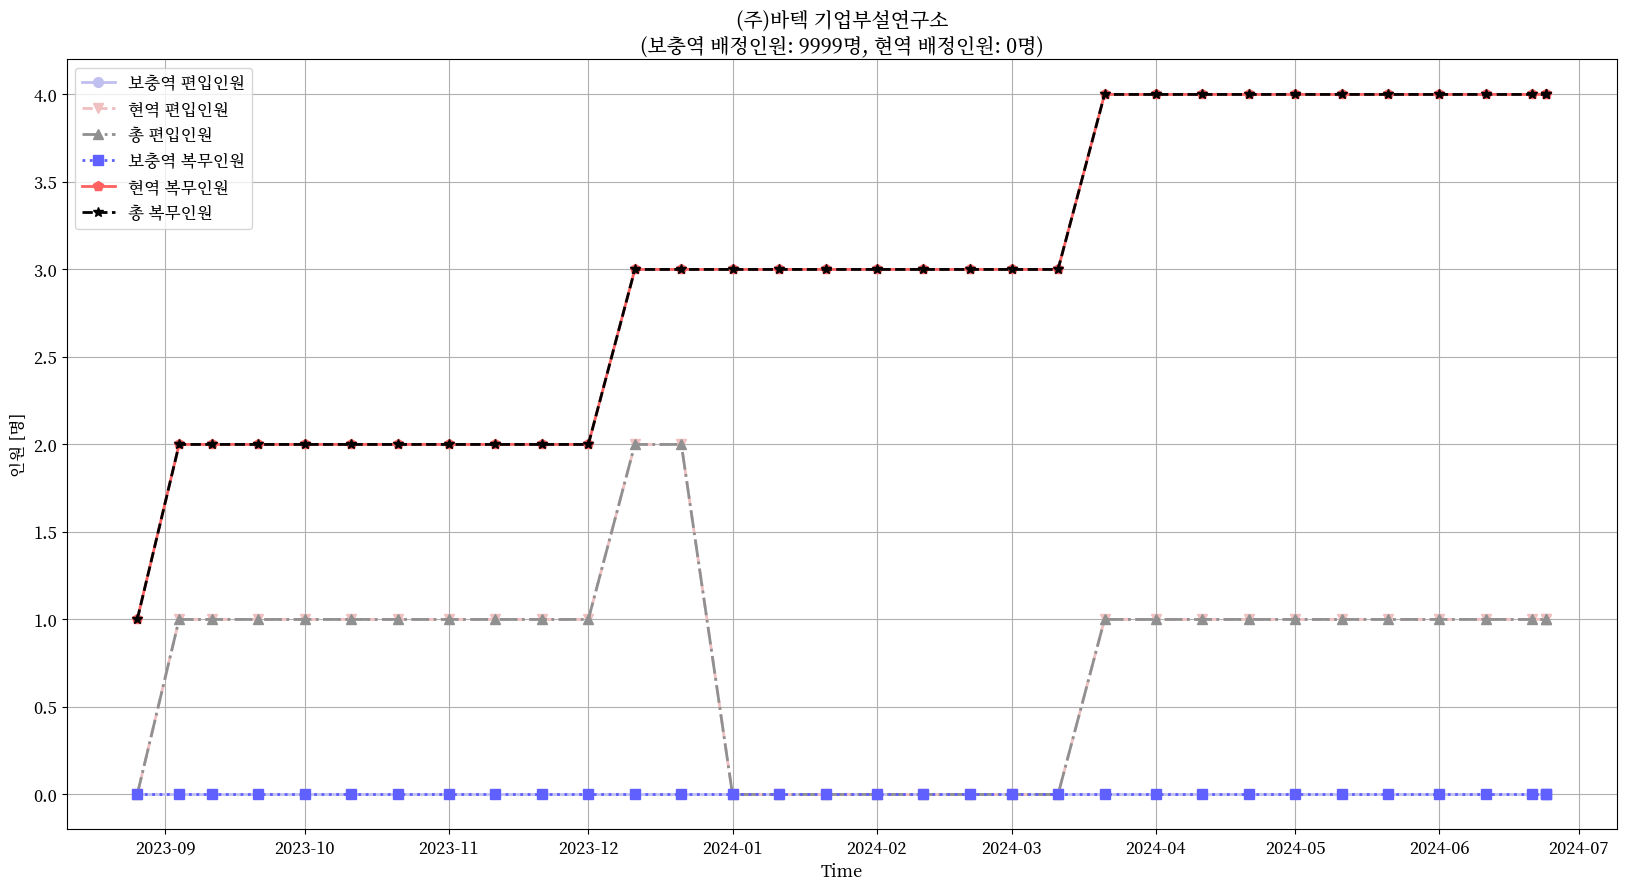 (주)바텍 기업부설연구소
(보충역 배정인원: 9999명, 현역 배정인원: 0명)
보충역 편입인원
현역 편입인원
총 편입인원
보충역 복무인원
현역 복무인원
총 복무인원
4.0
3.5
3.0
2.5
2.0
1.5
1.0
0.5
0.0
인원 [명]
2023-09 2023-10 2023-11 2023-12 2024-01 2024-02 2024-03 2024-04 2024-05 2024-06 2024-07
Time